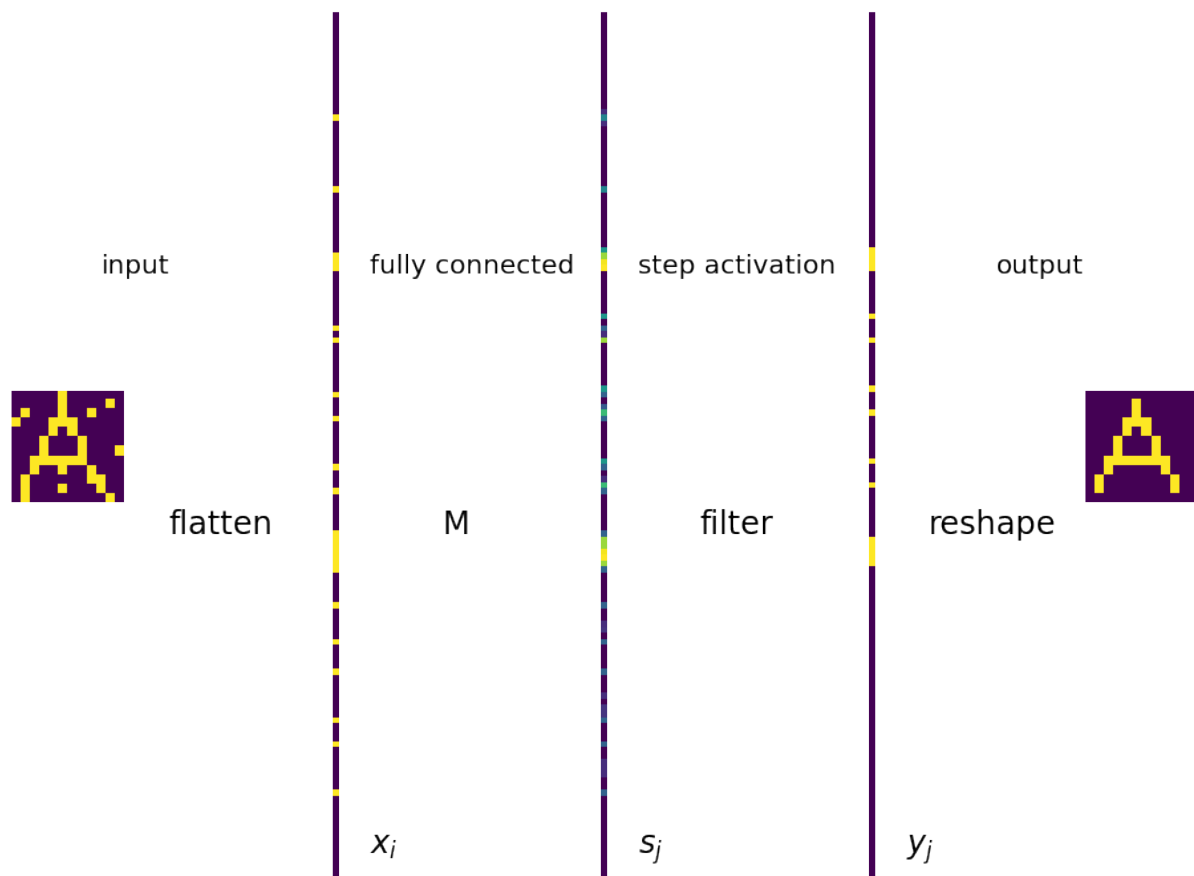 input
fully connected
step activation
output
flatten
M
filter
reshape
x_i
s_j
y_j